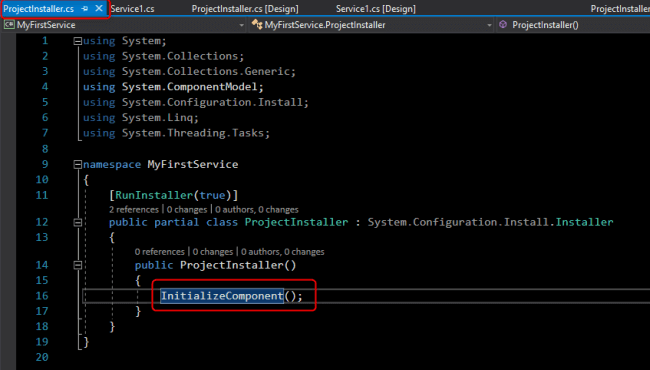 ProjectInstaller.cs Service1.cs ProjectInstaller.cs [Design] Service1.cs [Design] ProjectInstaller
MyFirstService MyFirstService.ProjectInstaller ProjectInstaller()
1 using System;
2 using System.Collections;
3 using System.Collections.Generic;
4 using System.ComponentModel;
5 using System.Configuration.Install;
6 using System.Linq;
7 using System.Threading.Tasks;
8
9 namespace MyFirstService
10 {
11 [RunInstaller(true)]
2 references | 0 changes | 0 authors, 0 changes
12 public partial class ProjectInstaller : System.Configuration.Install.Installer
13 {
0 references | 0 changes | 0 authors, 0 changes
14 public ProjectInstaller()
15 {
16 InitializeComponent();
17 }
18 }
19 }
20